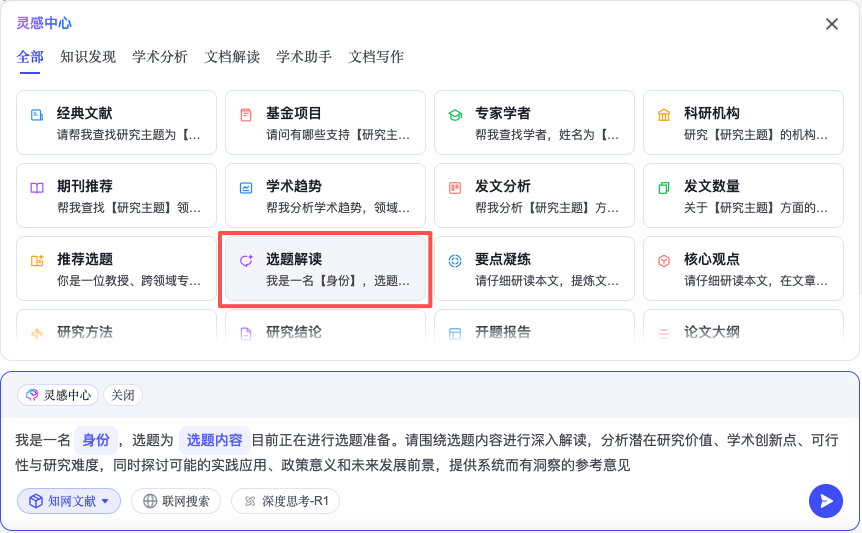 灵感中心
全部 知识发现 学术分析 文档解读 学术助手 文档写作
经典文献 基金项目 专家学者 科研机构
请帮我查找研究主题为【... 请问有哪些支持【研究主... 帮我查找学者，姓名为【... 研究【研究主题】的机构...
期刊推荐 学术趋势 发文分析 发文数量
帮我查找【研究主题】领... 帮我分析学术趋势，领域... 帮我分析【研究主题】方... 关于【研究主题】方面的...
推荐选题 选题解读 要点凝练 核心观点
你是一位教授、跨领域专... 我是一名【身份】，选题... 请仔细研读本文，提炼文... 请仔细研读本文，在文章...
研究方法 研究结论 开题报告 论文大纲
灵感中心 关闭
我是一名 身份 ，选题为 选题内容 目前正在进行选题准备。请围绕选题内容进行深入解读，分析潜在研究价值、学术创新点、可行
性与研究难度，同时探讨可能的实践应用、政策意义和未来发展前景，提供系统而有洞察的参考意见
知网文献 联网搜索 深度思考-R1